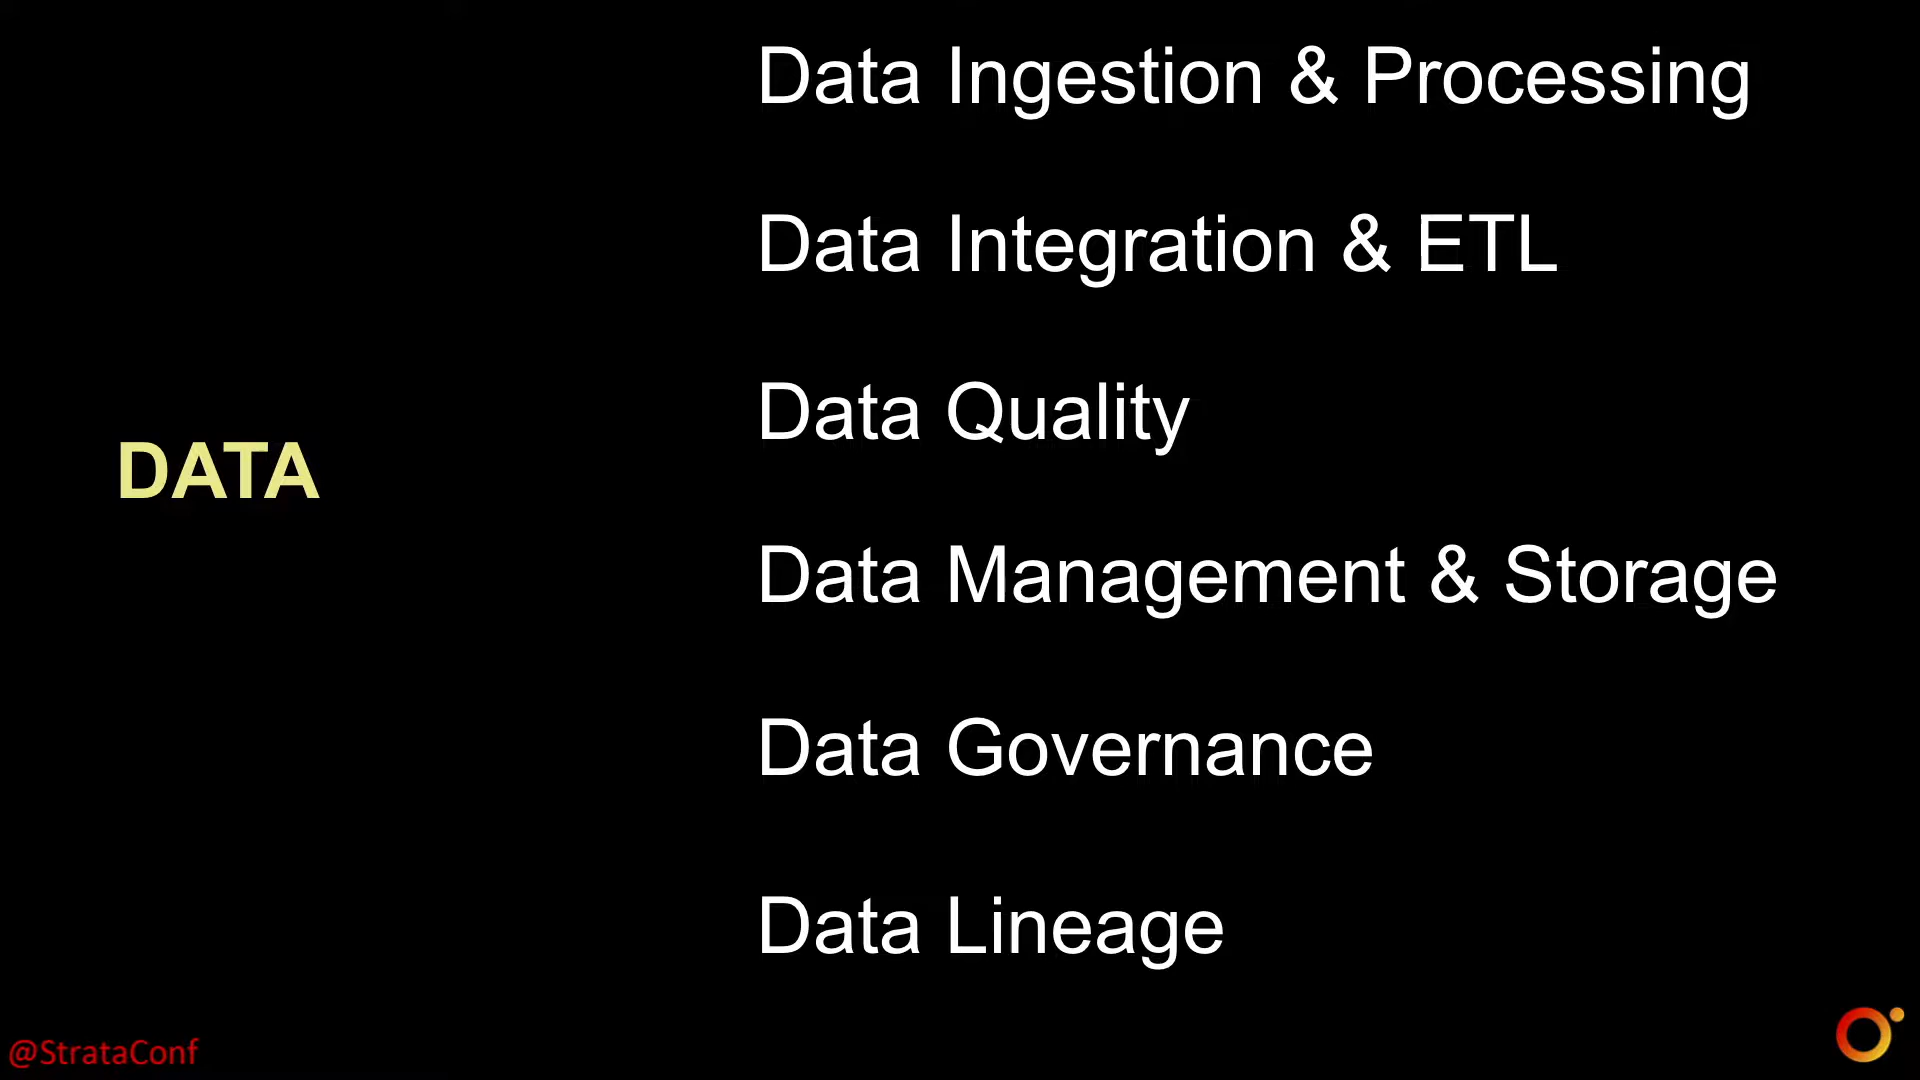 Data Ingestion & Processing
Data Integration & ETL
Data Quality
DATA
Data Management & Storage
Data Governance
Data Lineage
@StrataConf